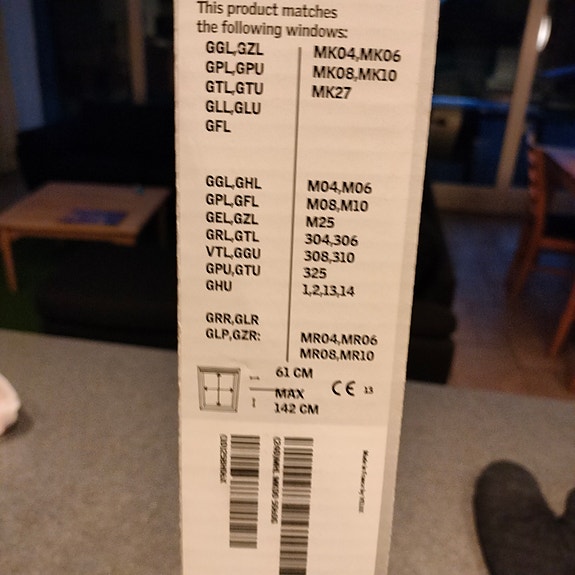 This product matches
the following windows:
GGL,GZL MK04,MK06
GPL,GPU MK08,MK10
GTL,GTU MK27
GLL,GLU
GFL
GGL,GHL M04,M06
GPL,GFL M08,M10
GEL,GZL M25
GRL,GTL 304,306
VTL,GGU 308,310
GPU,GTU 325
GHU 1,2,13,14
GRR,GLR
GLP,GZR: MR04,MR06
MR08,MR10
61 CM
MAX
142 CM
CE 13